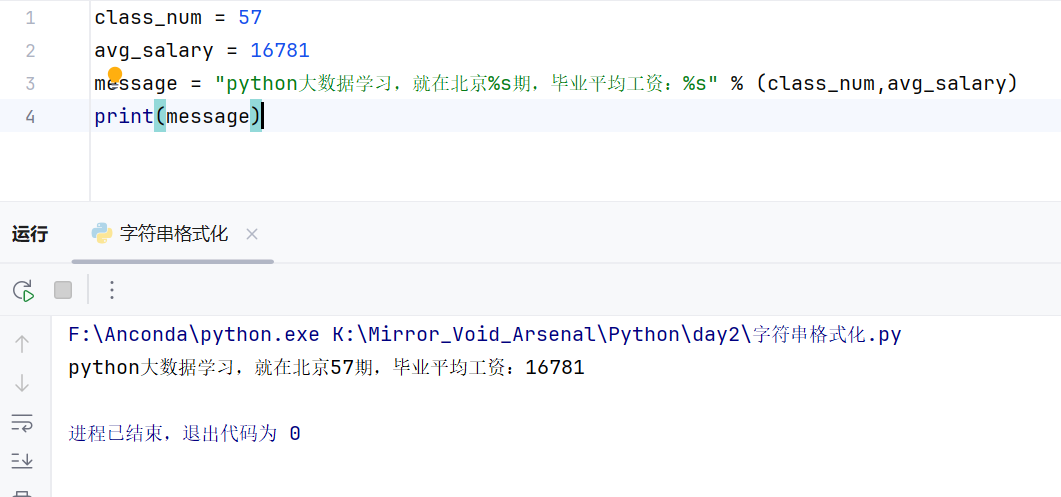 1 class_num = 57
2 avg_salary = 16781
3 message = "python大数据学习，就在北京%s期，毕业平均工资：%s" % (class_num,avg_salary)
4 print(message)
运行 字符串格式化
F:\Anconda\python.exe K:\Mirror_Void_Arsenal\Python\day2\字符串格式化.py
python大数据学习，就在北京57期，毕业平均工资：16781
进程已结束，退出代码为 0